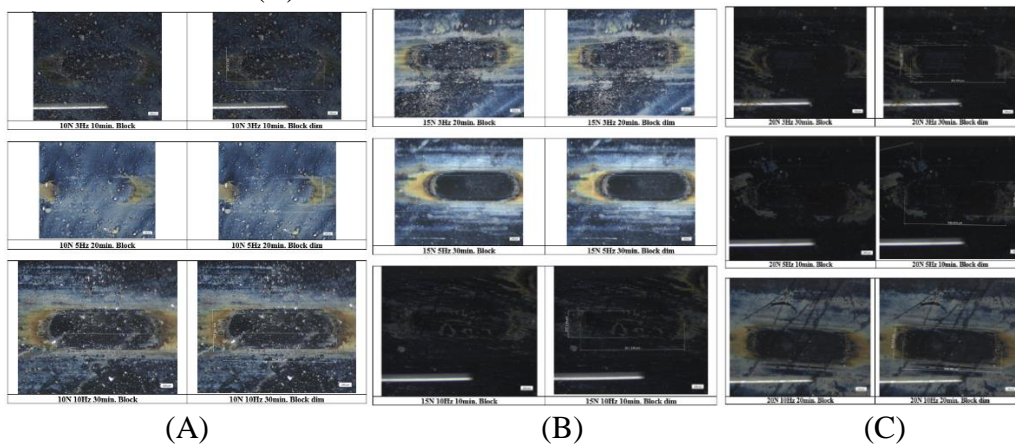 10N 3Hz 10min. Block
10N 3Hz 10min. Block dim
10N 5Hz 20min. Block
10N 5Hz 20min. Block dim
10N 10Hz 30min. Block
10N 10Hz 30min. Block dim
(A)
15N 3Hz 20min. Block
15N 3Hz 20min. Block dim
15N 5Hz 30min. Block
15N 5Hz 30min. Block dim
15N 10Hz 10min. Block
15N 10Hz 10min. Block dim
(B)
20N 3Hz 30min. Block
20N 3Hz 30min. Block dim
20N 5Hz 10min. Block
20N 5Hz 10min. Block dim
20N 10Hz 20min. Block
20N 10Hz 20min. Block dim
(C)